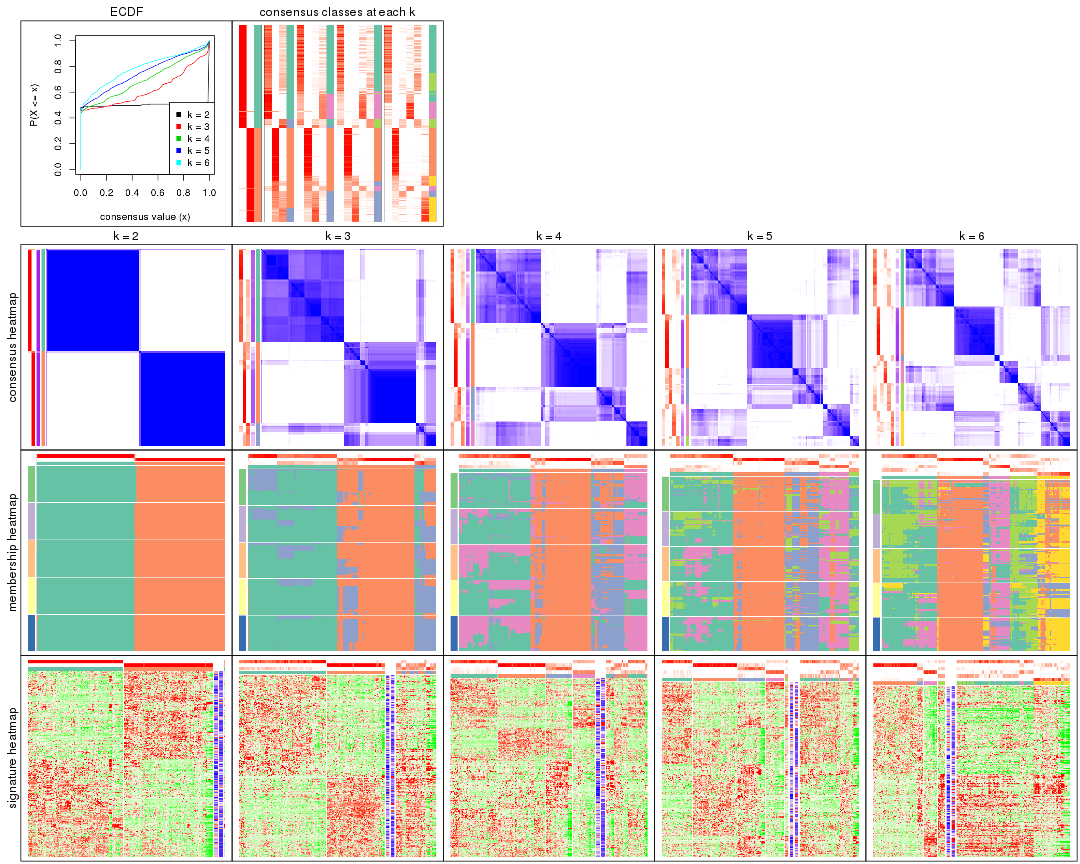 ECDF
consensus classes at each k
P(X <= x)
1.0
0.8
0.6
0.4
0.2
0.0
k = 2
k = 3
k = 4
k = 5
k = 6
0.0 0.2 0.4 0.6 0.8 1.0
consensus value (x)
k = 2
k = 3
k = 4
k = 5
k = 6
consensus heatmap
membership heatmap
signature heatmap